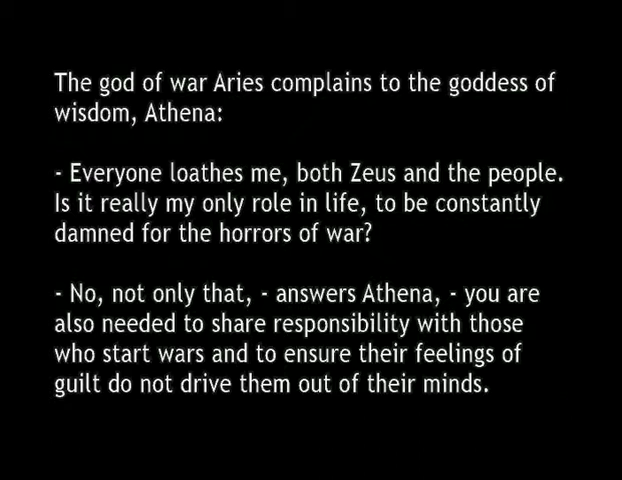 The god of war Aries complains to the goddess of
wisdom, Athena:
- Everyone loathes me, both Zeus and the people.
Is it really my only role in life, to be constantly
damned for the horrors of war?
- No, not only that, - answers Athena, - you are
also needed to share responsibility with those
who start wars and to ensure their feelings of
guilt do not drive them out of their minds.